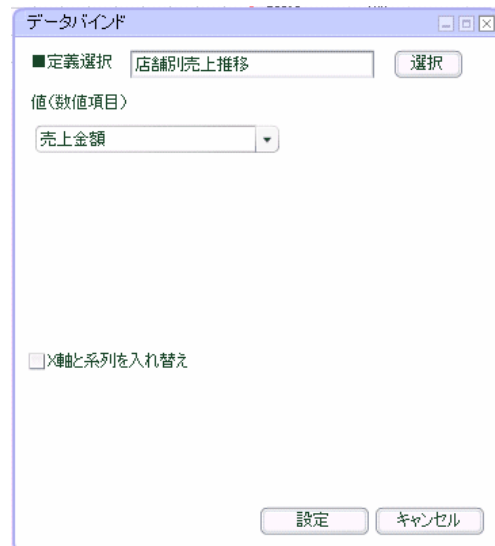 データバインド
■定義選択 店舗別売上推移 選択
値(数値項目)
売上金額
X軸と系列を入れ替え
設定 キャンセル